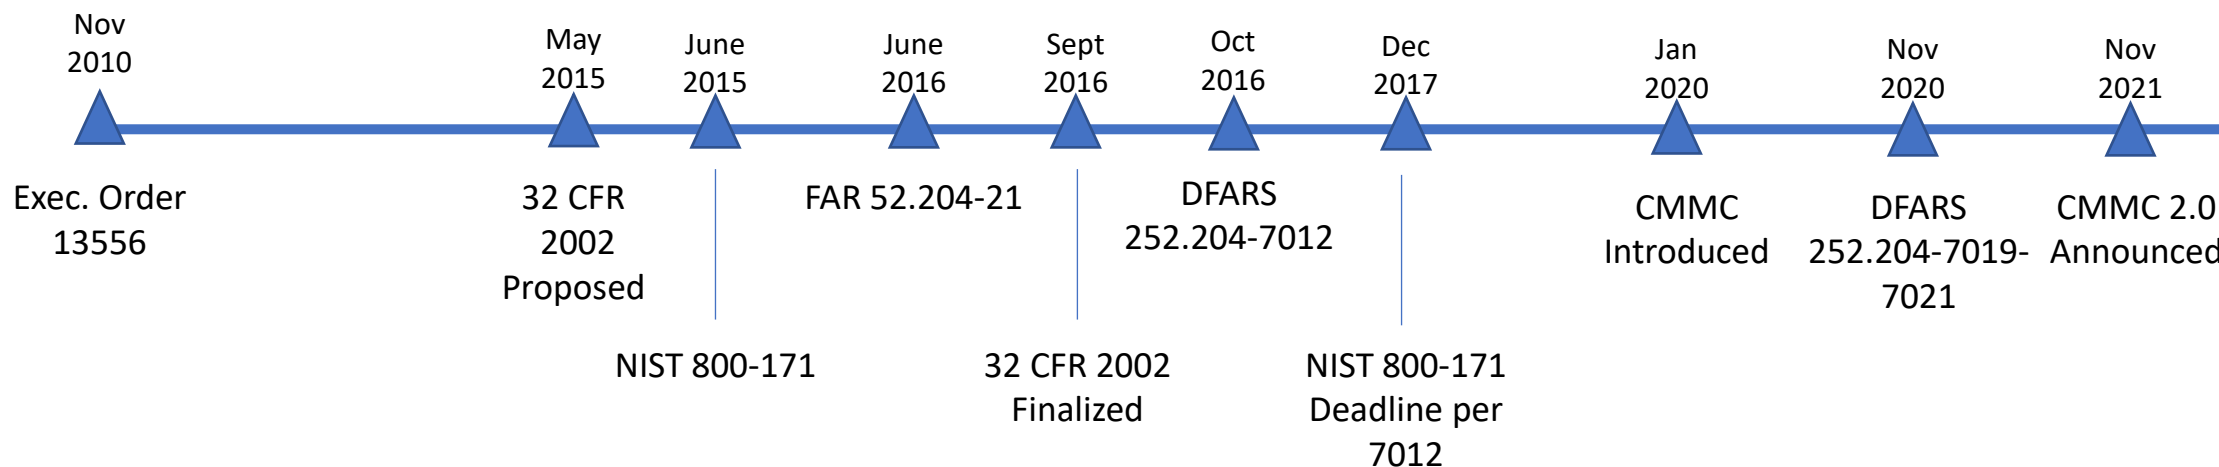 Nov
2010
May
2015
June
2015
June
2016
Sept
2016
Oct
2016
Dec
2017
Jan
2020
Nov
2020
Nov
2021
Exec. Order
13556
32 CFR
2002
Proposed
NIST 800-171
FAR 52.204-21
32 CFR 2002
Finalized
DFARS
252.204-7012
NIST 800-171
Deadline per
7012
CMMC
Introduced
DFARS
252.204-7019-
7021
CMMC 2.0
Announced